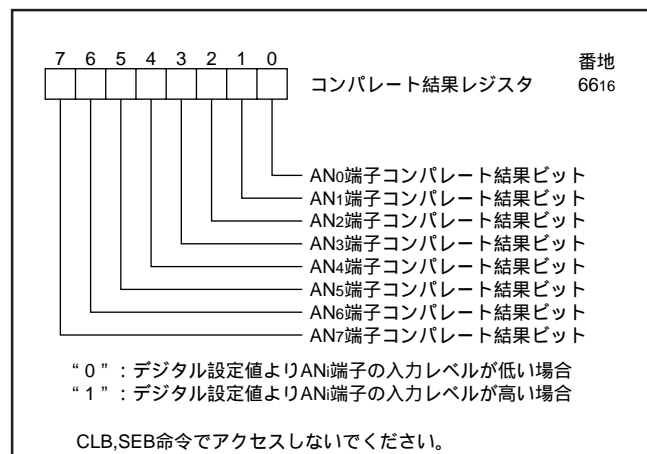 7 6 5 4 3 2 1 0
コンパレート結果レジスタ
番地
6616
AN0端子コンパレート結果ビット
AN1端子コンパレート結果ビット
AN2端子コンパレート結果ビット
AN3端子コンパレート結果ビット
AN4端子コンパレート結果ビット
AN5端子コンパレート結果ビット
AN6端子コンパレート結果ビット
AN7端子コンパレート結果ビット
“0”：デジタル設定値よりANi端子の入力レベルが低い場合
“1”：デジタル設定値よりANi端子の入力レベルが高い場合
CLB,SEB命令でアクセスしないでください。